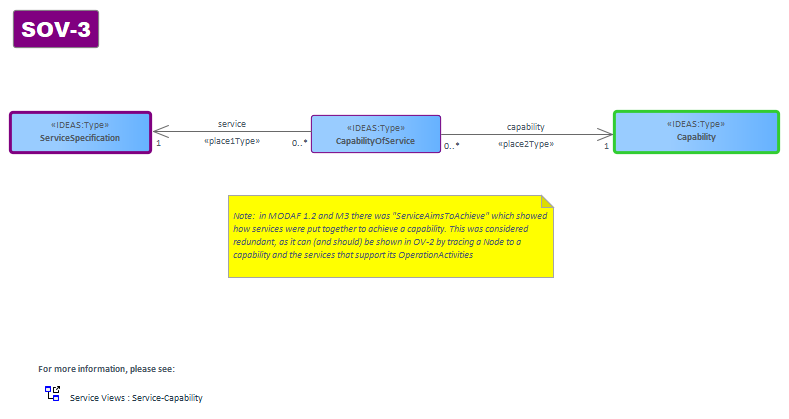 SOV-3
«IDEAS:Type»
ServiceSpecification
service
«place1Type»
1
0..*
«IDEAS:Type»
CapabilityOfService
capability
«place2Type»
0..*
1
«IDEAS:Type»
Capability
Note:  in MODAF 1.2 and M3 there was "ServiceAimsToAchieve" which showed
how services were put together to achieve a capability. This was considered
redundant, as it can (and should) be shown in OV-2 by tracing a Node to a
capability and the services that support its OperationActivities
For more information, please see:
Service Views : Service-Capability